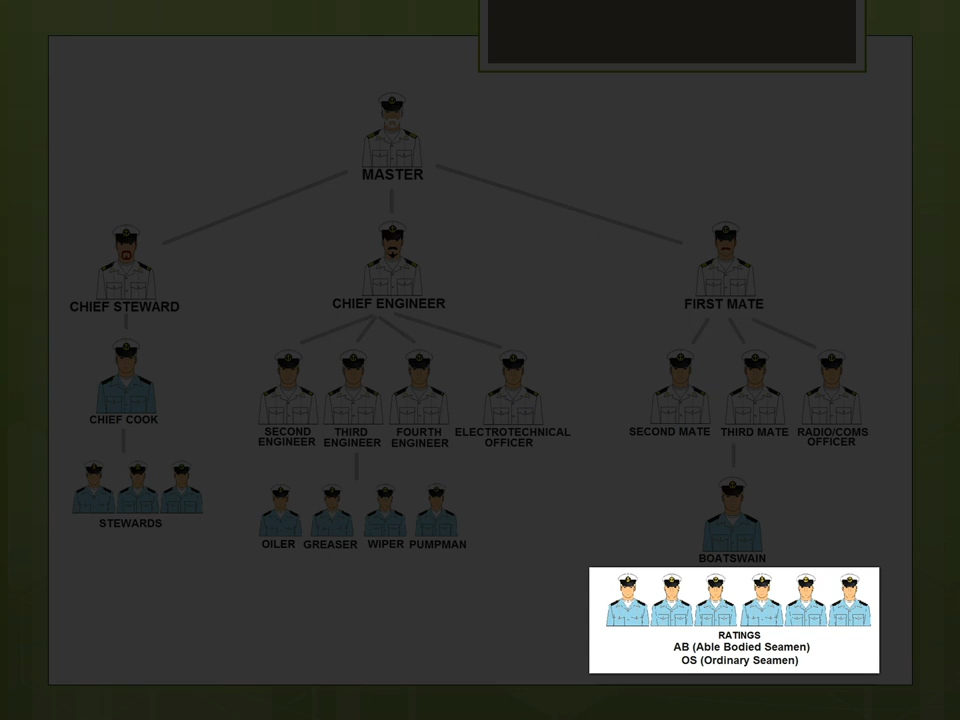 MASTER
CHIEF STEWARD
CHIEF ENGINEER
FIRST MATE
CHIEF COOK
SECOND
ENGINEER
THIRD
ENGINEER
FOURTH
ENGINEER
ELECTROTECHNICAL
OFFICER
SECOND MATE
THIRD MATE
RADIO/COMS
OFFICER
STEWARDS
OILER
GREASER
WIPER
PUMPMAN
BOATSWAIN
RATINGS
AB (Able Bodied Seamen)
OS (Ordinary Seamen)